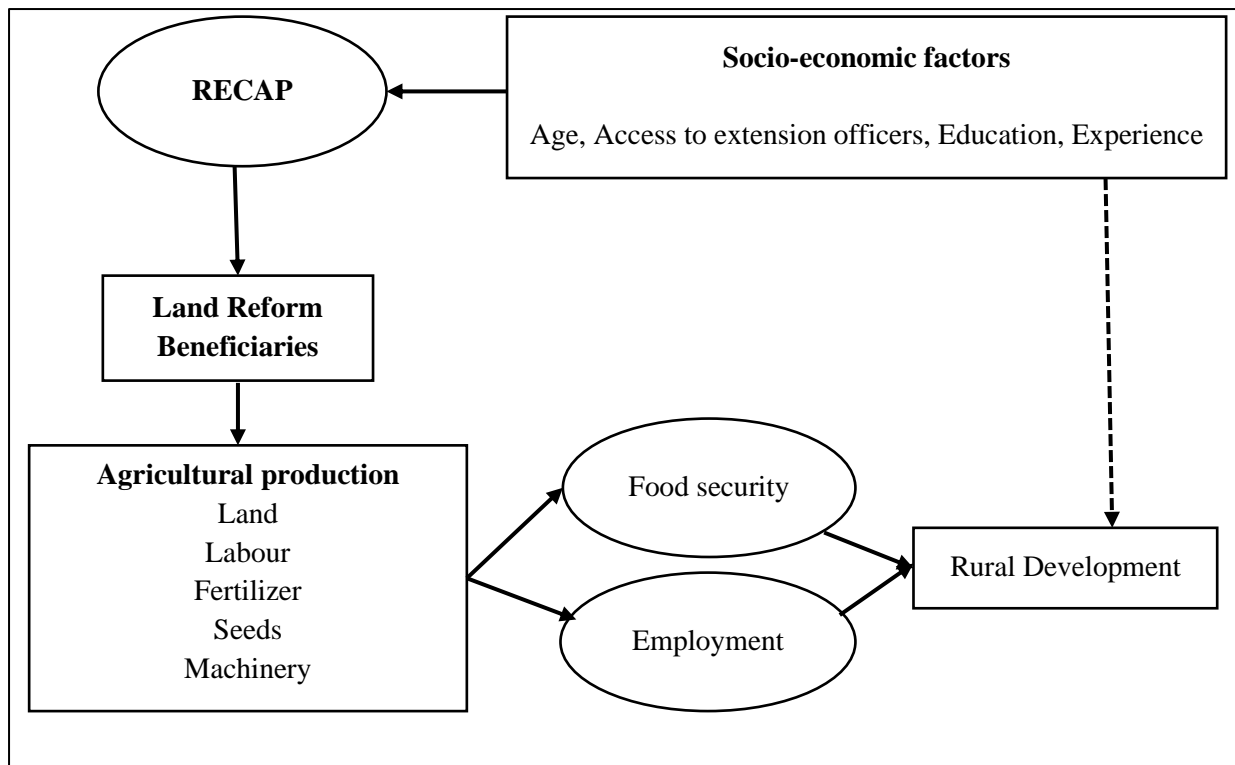 RECAP
Socio-economic factors
Age, Access to extension officers, Education, Experience
Land Reform
Beneficiaries
Agricultural production
Land
Labour
Fertilizer
Seeds
Machinery
Food security
Employment
Rural Development